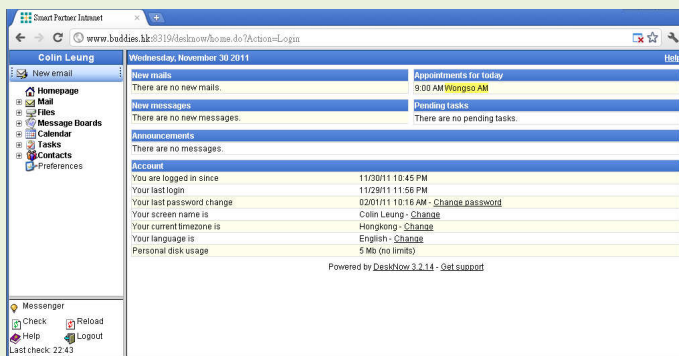 Smart Partner Intranet
www.buddies.hk:8319/desknow/home.do?Action=Login
Colin Leung
Wednesday, November 30 2011
Help
New email
Homepage
Mail
Files
Message Boards
Calendar
Tasks
Contacts
Preferences
New mails
There are no new mails.
Appointments for today
9:00 AM Wongso AM
New messages
There are no new messages.
Pending tasks
There are no pending tasks.
Announcements
There are no messages.
Account
You are logged in since 11/30/11 10:45 PM
Your last login 11/29/11 11:56 PM
Your last password change 02/01/11 10:16 AM - Change password
Your screen name is Colin Leung - Change
Your current timezone is Hongkong - Change
Your language is English - Change
Personal disk usage 5 Mb (no limits)
Powered by DeskNow 3.2.14 - Get support
Messenger
Check Reload
Help Logout
Last check: 22:43